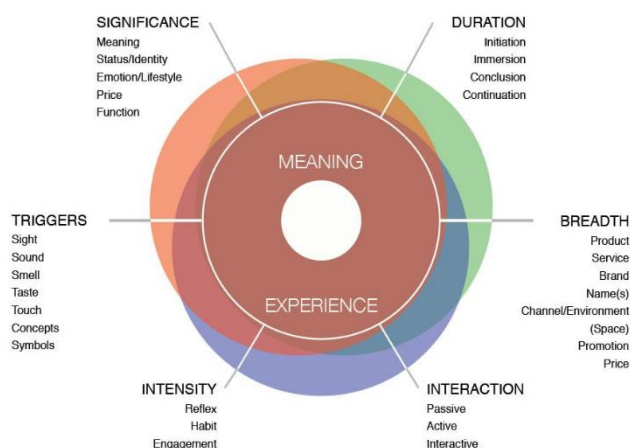 SIGNIFICANCE
Meaning
Status/Identity
Emotion/Lifestyle
Price
Function
DURATION
Initiation
Immersion
Conclusion
Continuation
MEANING
EXPERIENCE
TRIGGERS
Sight
Sound
Smell
Taste
Touch
Concepts
Symbols
BREADTH
Product
Service
Brand
Name(s)
Channel/Environment
(Space)
Promotion
Price
INTENSITY
Reflex
Habit
Engagement
INTERACTION
Passive
Active
Interactive